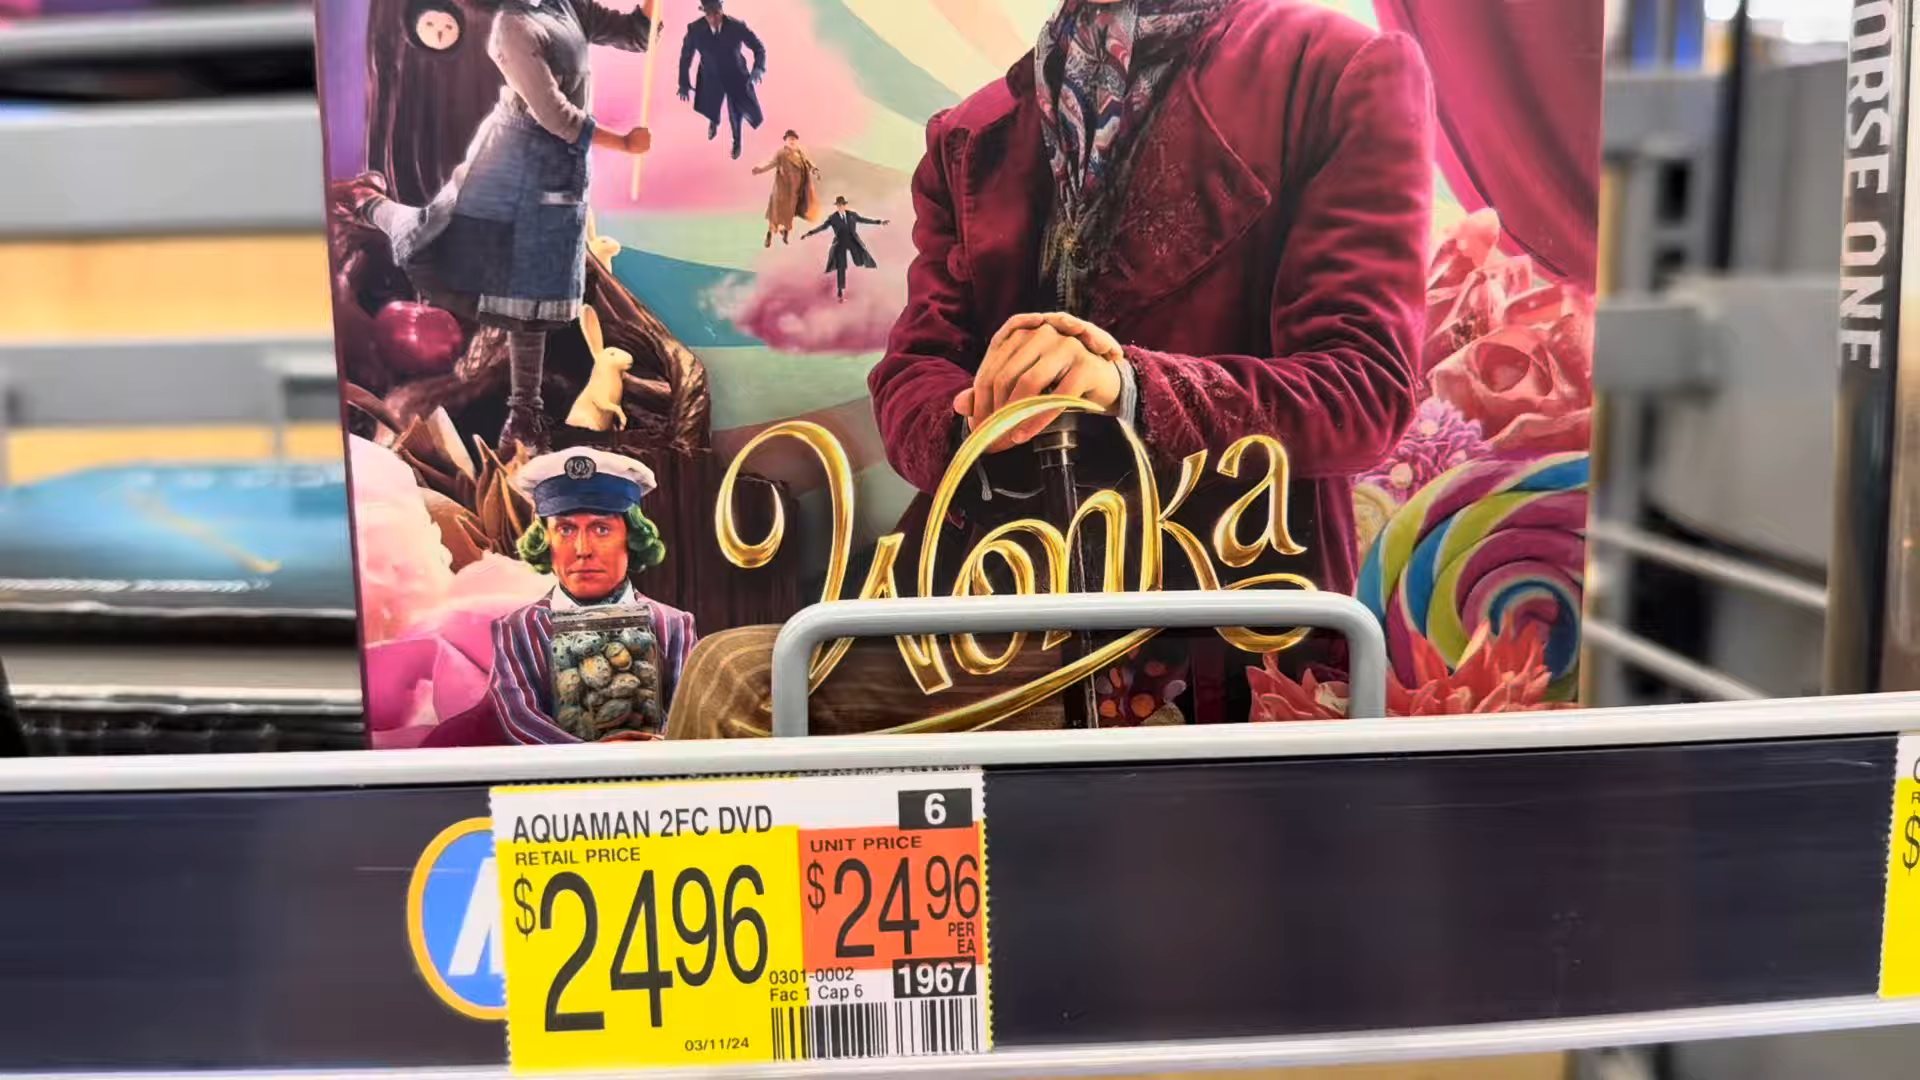 ORSE ONE
Wonka
AQUAMAN 2FC DVD
6
RETAIL PRICE
$2496
UNIT PRICE
$2496
PER
EA
0301-0002
Fac 1 Cap 6
1967
03/11/24
$